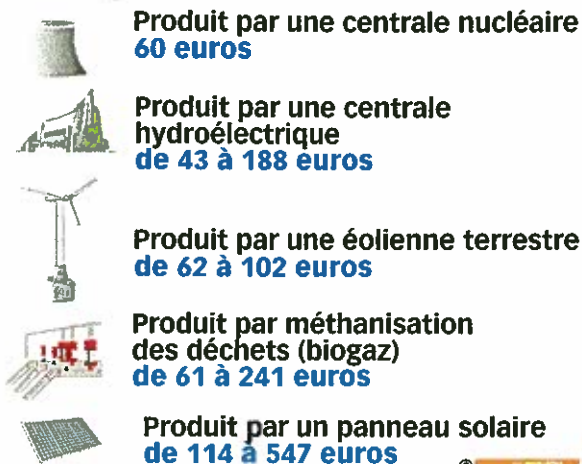 Produit par une centrale nucléaire
60 euros
Produit par une centrale
hydroélectrique
de 43 à 188 euros
Produit par une éolienne terrestre
de 62 à 102 euros
Produit par méthanisation
des déchets (biogaz)
de 61 à 241 euros
Produit par un panneau solaire
de 114 à 547 euros